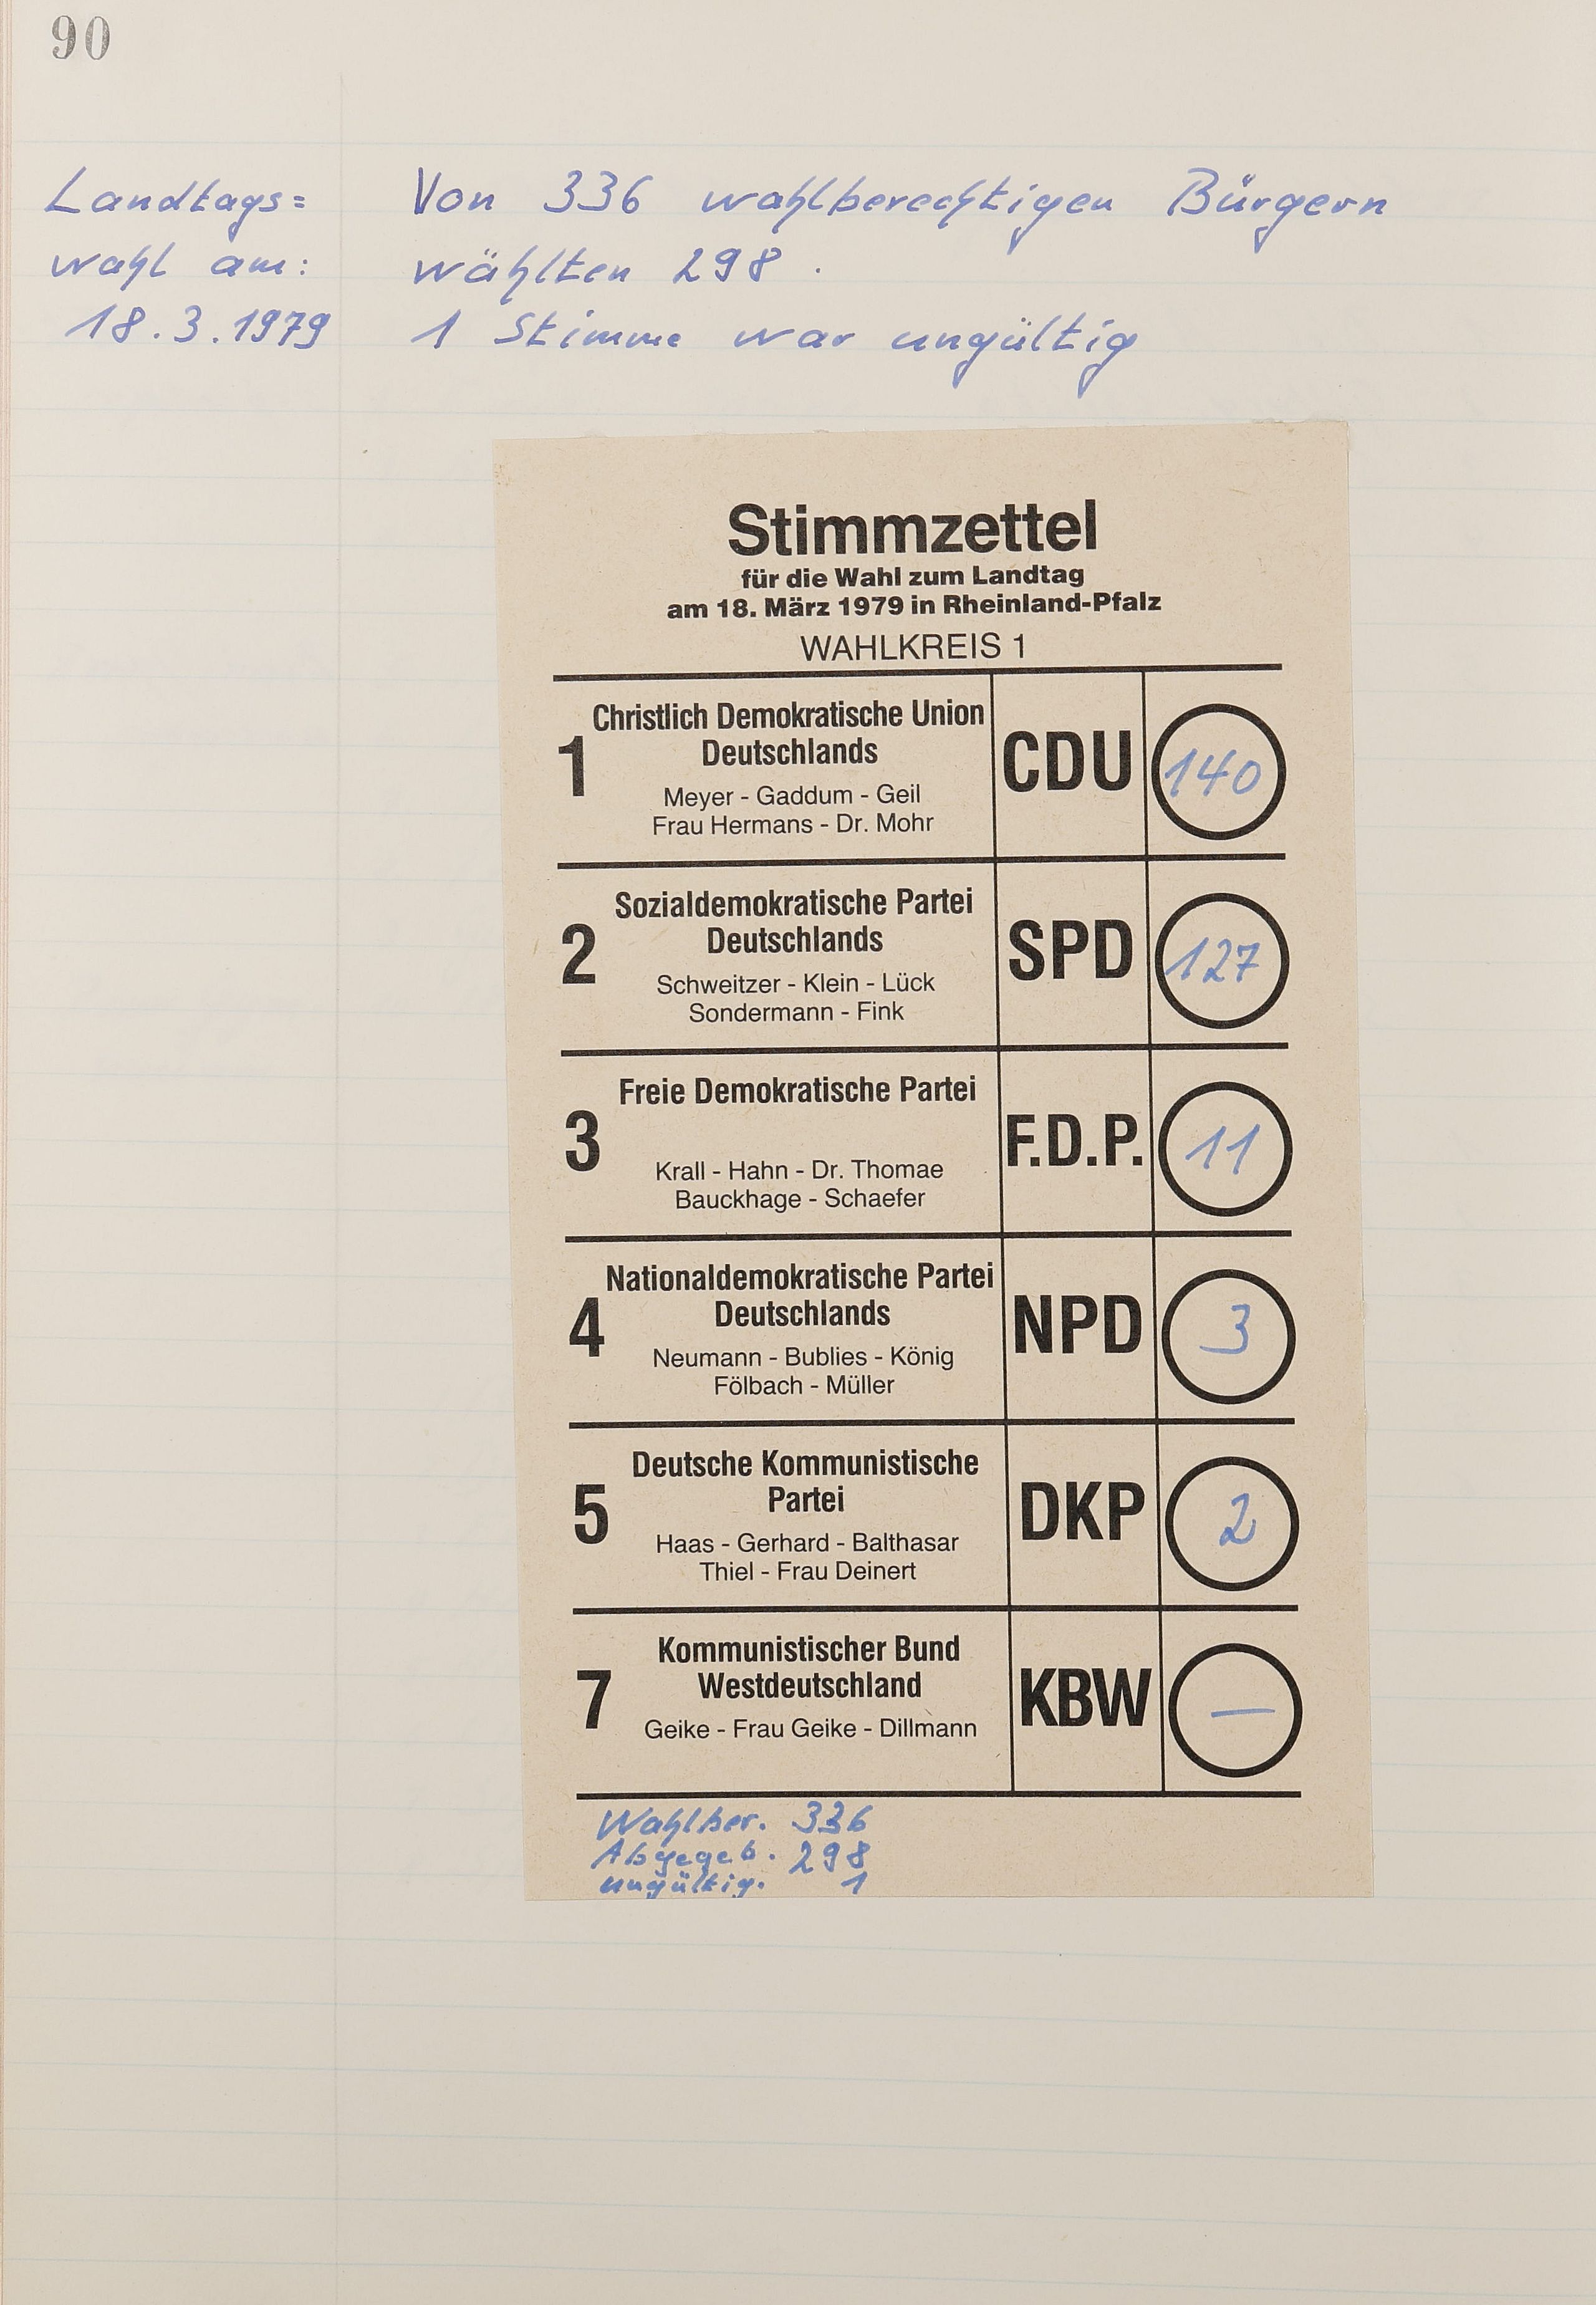 90
Landtags=
wahl am:
18.3.1979
Von 336 wahlberechtigen Bürgern
wählten 298.
1 Stimme war ungültig
Stimmzettel
für die Wahl zum Landtag
am 18. März 1979 in Rheinland-Pfalz
WAHLKREIS 1
1 Christlich Demokratische Union
Deutschlands
Meyer - Gaddum - Geil
Frau Hermans - Dr. Mohr
CDU 140
2 Sozialdemokratische Partei
Deutschlands
Schweitzer - Klein - Lück
Sondermann - Fink
SPD 127
3 Freie Demokratische Partei
Krall - Hahn - Dr. Thomae
Bauckhage - Schaefer
F.D.P. 11
4 Nationaldemokratische Partei
Deutschlands
Neumann - Bublies - König
Fölbach - Müller
NPD 3
5 Deutsche Kommunistische
Partei
Haas - Gerhard - Balthasar
Thiel - Frau Deinert
DKP 2
7 Kommunistischer Bund
Westdeutschland
Geike - Frau Geike - Dillmann
KBW —
Wahlber. 336
Abgegeb. 298
ungültig. 1